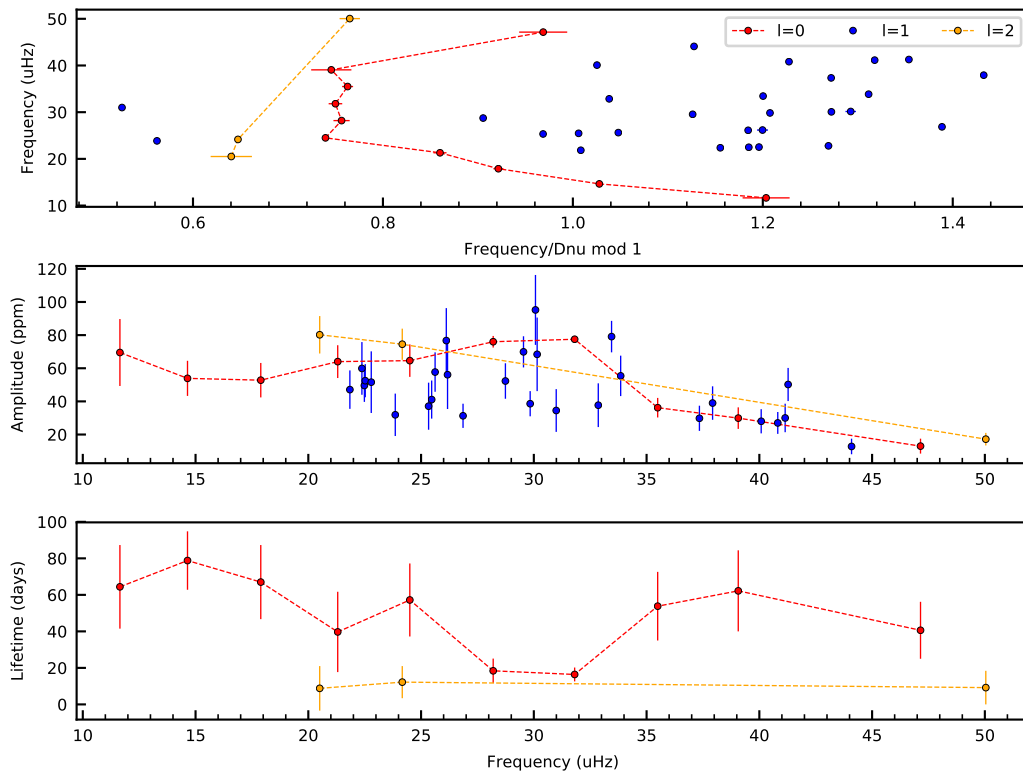 50
40
30
20
10
Frequency (uHz)
l=0 l=1 l=2
0.6 0.8 1.0 1.2 1.4
Frequency/Dnu mod 1
120
100
80
60
40
20
Amplitude (ppm)
10 15 20 25 30 35 40 45 50
100
80
60
40
20
0
Lifetime (days)
10 15 20 25 30 35 40 45 50
Frequency (uHz)